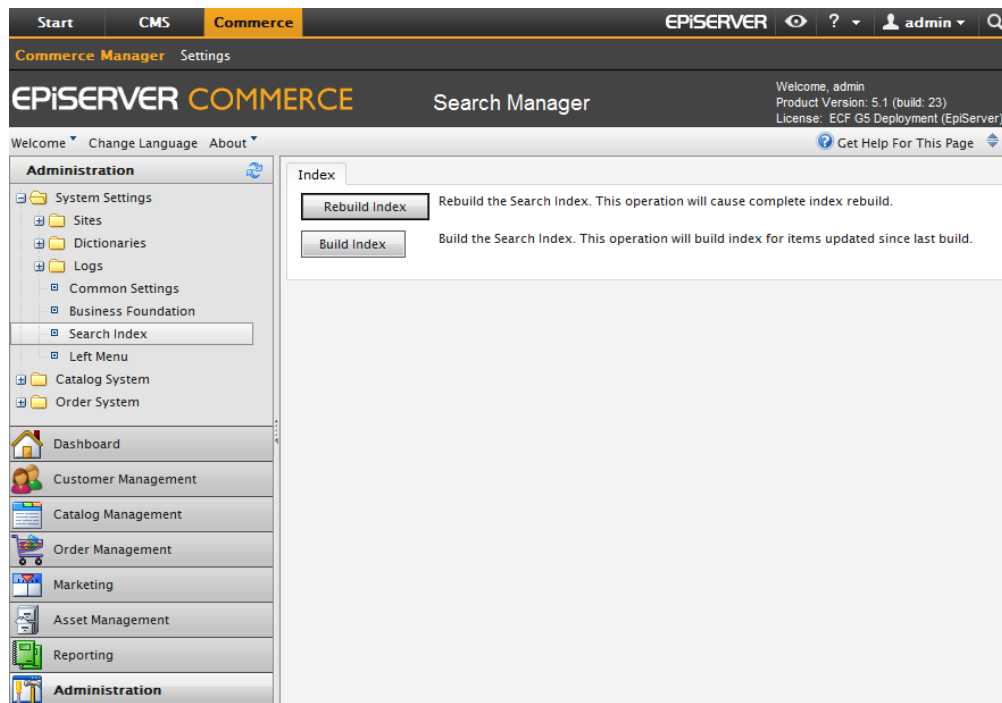 Start CMS Commerce EPiSERVER ? admin
Commerce Manager Settings
EPiSERVER COMMERCE Search Manager
Welcome, admin
Product Version: 5.1 (build: 23)
License: ECF G5 Deployment (EpiServer)
Welcome Change Language About Get Help For This Page
Administration
System Settings
Sites
Dictionaries
Logs
Common Settings
Business Foundation
Search Index
Left Menu
Catalog System
Order System
Dashboard
Customer Management
Catalog Management
Order Management
Marketing
Asset Management
Reporting
Administration
Index
Rebuild Index Rebuild the Search Index. This operation will cause complete index rebuild.
Build Index Build the Search Index. This operation will build index for items updated since last build.